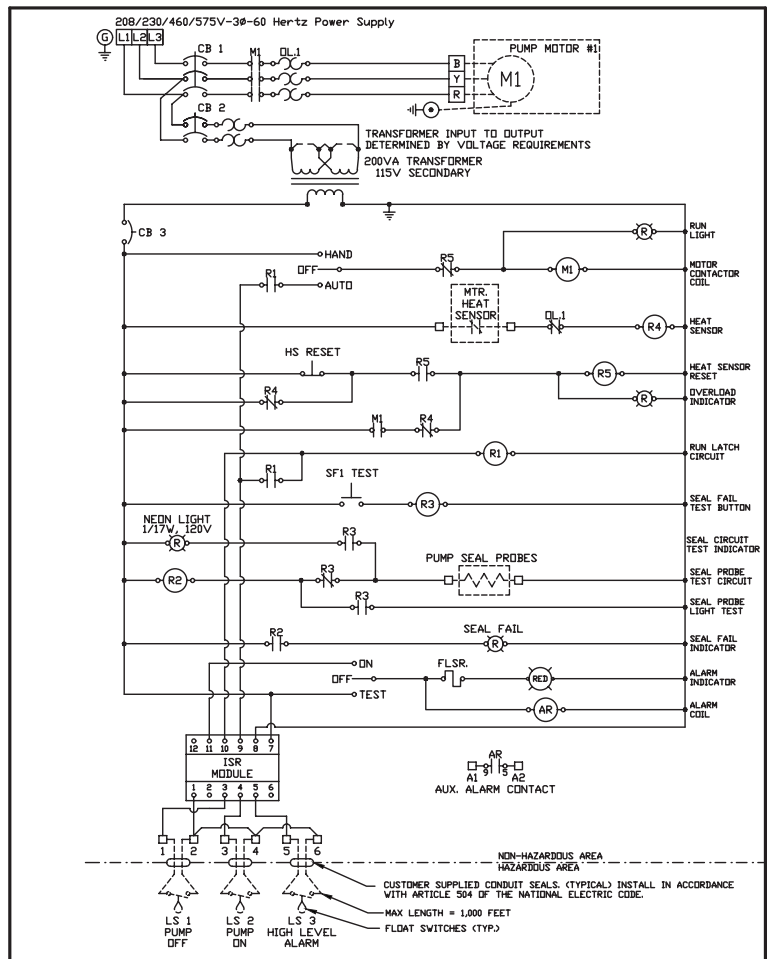 208/230/460/575V-3Ø-60 Hertz Power Supply
G L1 L2 L3
CB 1
M1
OL.1
PUMP MOTOR #1
B
Y
R
M1
CB 2
TRANSFORMER INPUT TO OUTPUT
DETERMINED BY VOLTAGE REQUIREMENTS
200VA TRANSFORMER
115V SECONDARY
CB 3
R
RUN
LIGHT
HAND
OFF
AUTO
R1
R5
M1
MOTOR
CONTACTOR
COIL
MTR.
HEAT
SENSOR
OL.1
R4
HEAT
SENSOR
HS RESET
R5
R5
HEAT SENSOR
RESET
R4
R
OVERLOAD
INDICATOR
M1
R4
R1
RUN LATCH
CIRCUIT
R1
SF1 TEST
R3
SEAL FAIL
TEST BUTTON
NEON LIGHT
1/17W, 120V
R
R3
SEAL CIRCUIT
TEST INDICATOR
PUMP SEAL PROBES
R2
R3
SEAL PROBE
TEST CIRCUIT
R3
SEAL PROBE
LIGHT TEST
R2
SEAL FAIL
R
SEAL FAIL
INDICATOR
ON
OFF
TEST
FLSR.
RED
ALARM
INDICATOR
AR
ALARM
COIL
12 11 10 9 8 7
ISR
MODULE
1 2 3 4 5 6
AR
A1 9 5 A2
AUX. ALARM CONTACT
1 2 3 4 5 6
NON-HAZARDOUS AREA
HAZARDOUS AREA
CUSTOMER SUPPLIED CONDUIT SEALS. (TYPICAL) INSTALL IN ACCORDANCE
WITH ARTICLE 504 OF THE NATIONAL ELECTRIC CODE.
MAX LENGTH = 1,000 FEET
FLOAT SWITCHES (TYP.)
LS 1
PUMP
OFF
LS 2
PUMP
ON
LS 3
HIGH LEVEL
ALARM